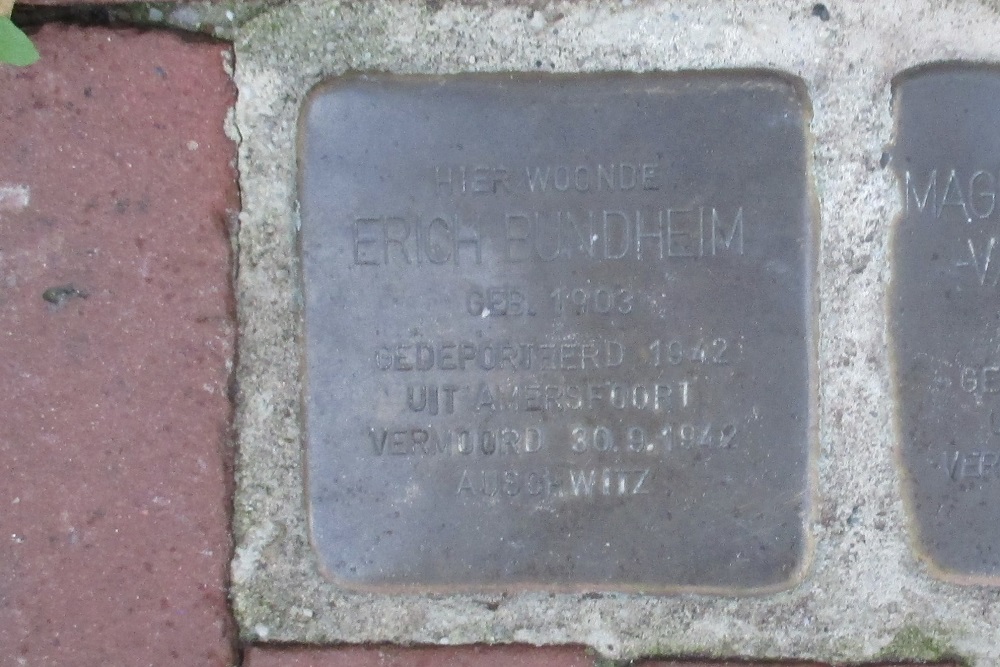 HIER WOONDE
ERICH BUNDHEIM
GEB. 1903
GEDEPORTEERD 1942
UIT AMERSFOORT
VERMOORD 30.9.1942
AUSCHWITZ